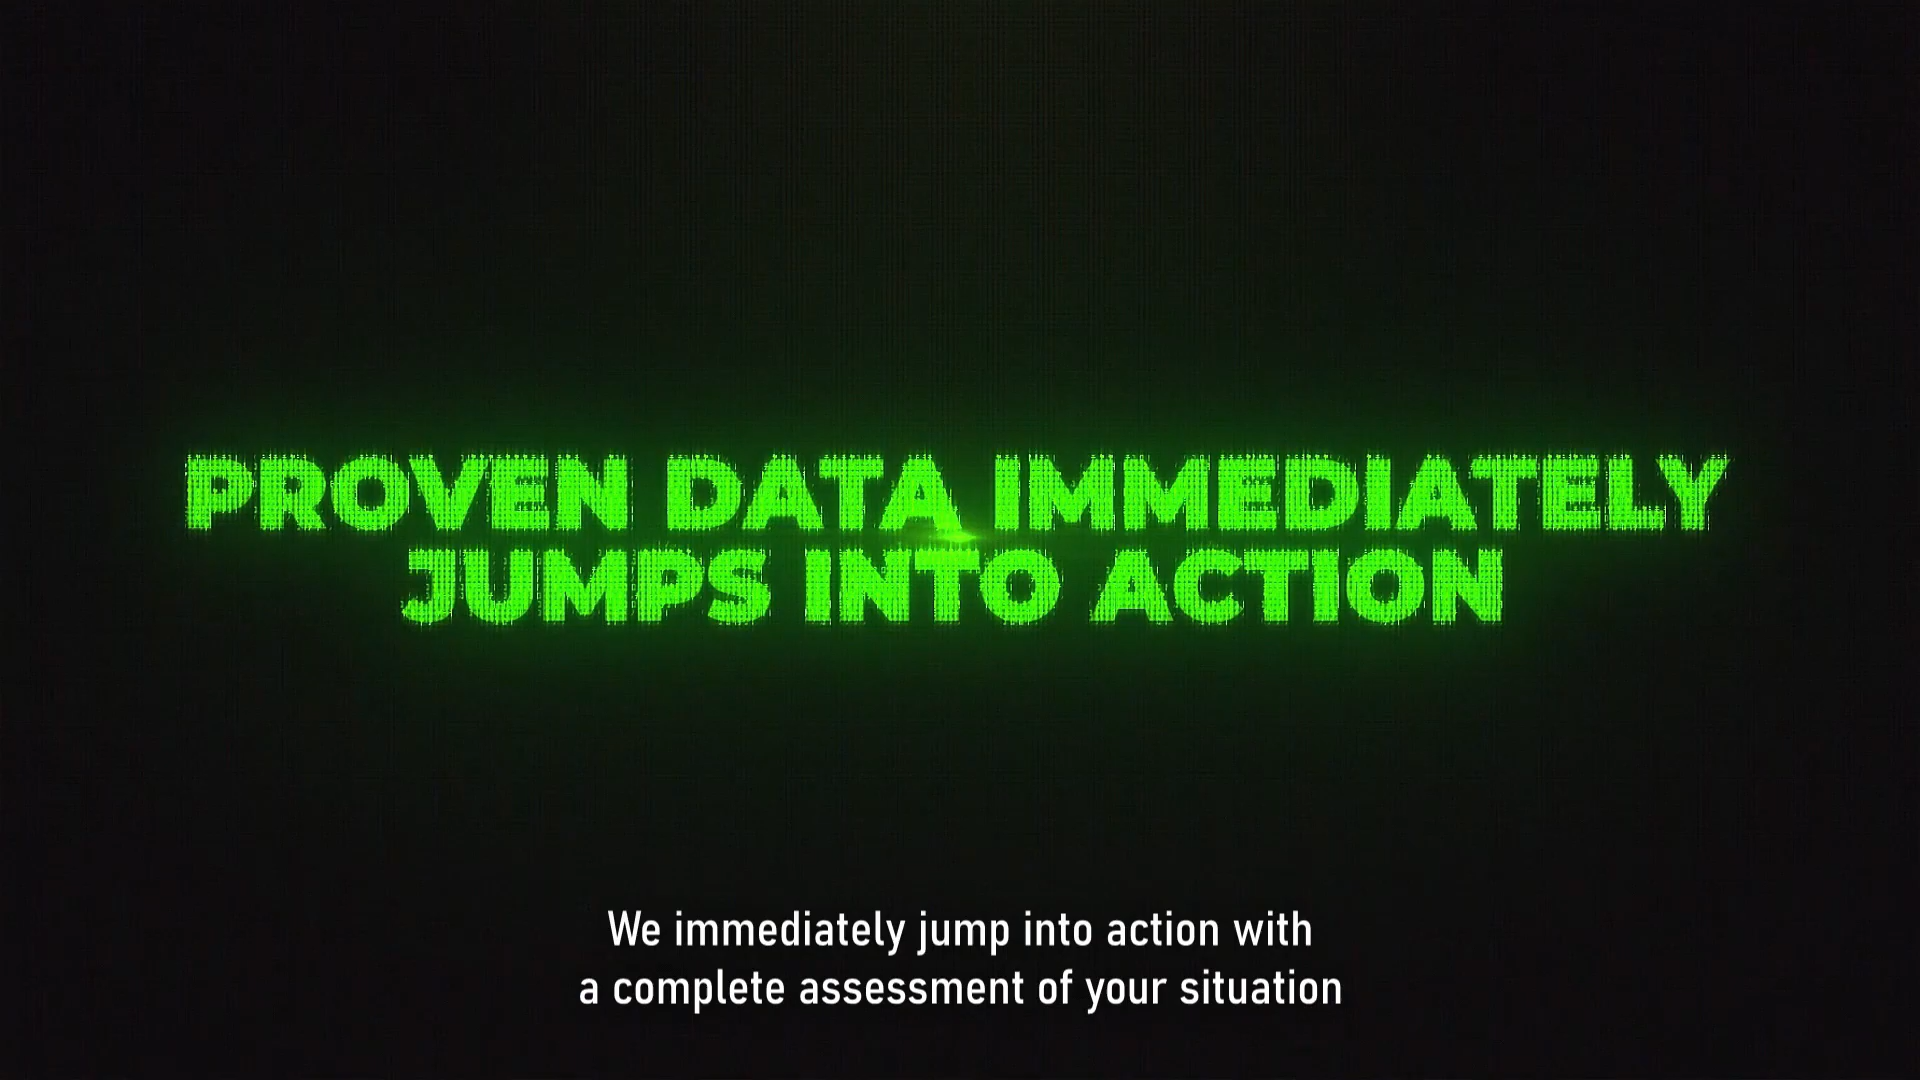 PROVEN DATA IMMEDIATELY
JUMPS INTO ACTION
We immediately jump into action with
a complete assessment of your situation